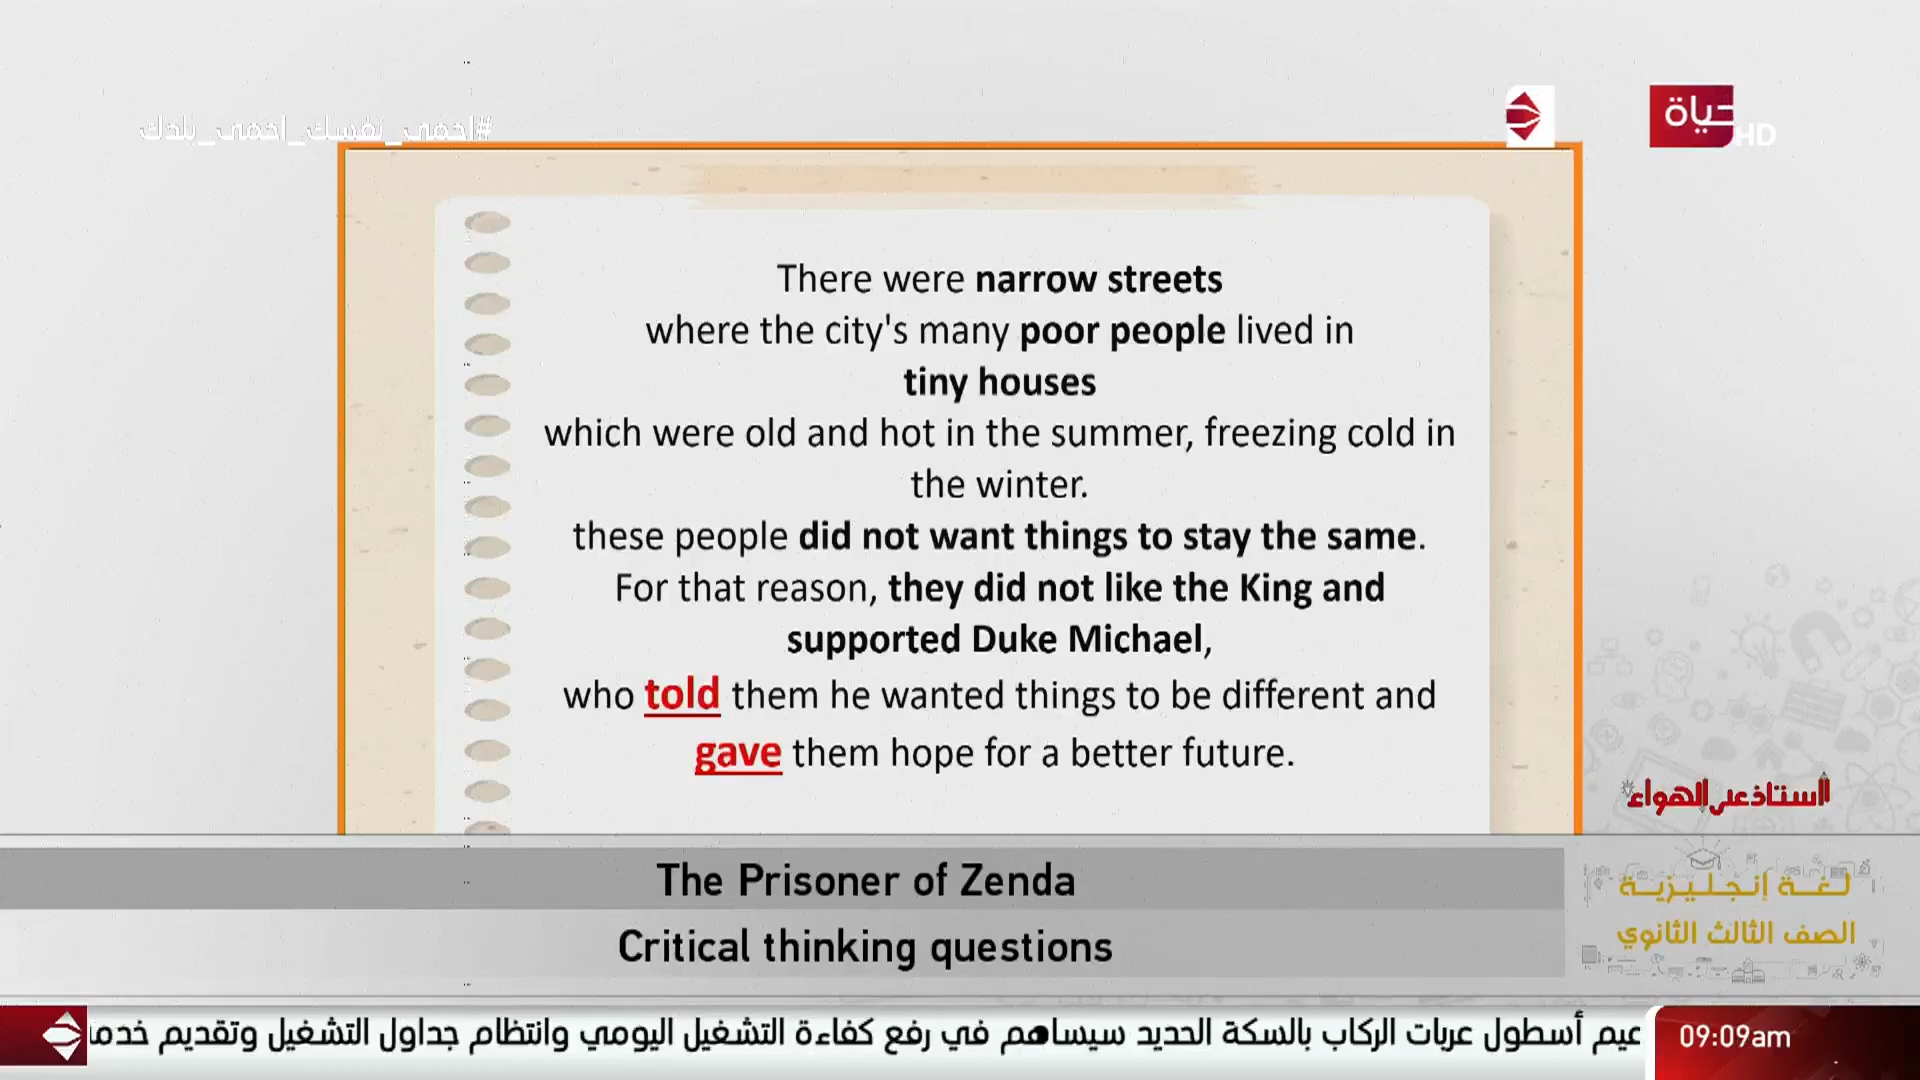 #احمي_نفسك_احمي_بلدك
حياة
HD
There were narrow streets
where the city's many poor people lived in
tiny houses
which were old and hot in the summer, freezing cold in
the winter.
these people did not want things to stay the same.
For that reason, they did not like the King and
supported Duke Michael,
who told them he wanted things to be different and
gave them hope for a better future.
أستاذ على الهواء
The Prisoner of Zenda
Critical thinking questions
لغة إنجليزية
الصف الثالث الثانوي
أسطول عربات الركاب بالسكة الحديد سيساهم في رفع كفاءة التشغيل اليومي وانتظام جداول التشغيل وتقديم
09:09am